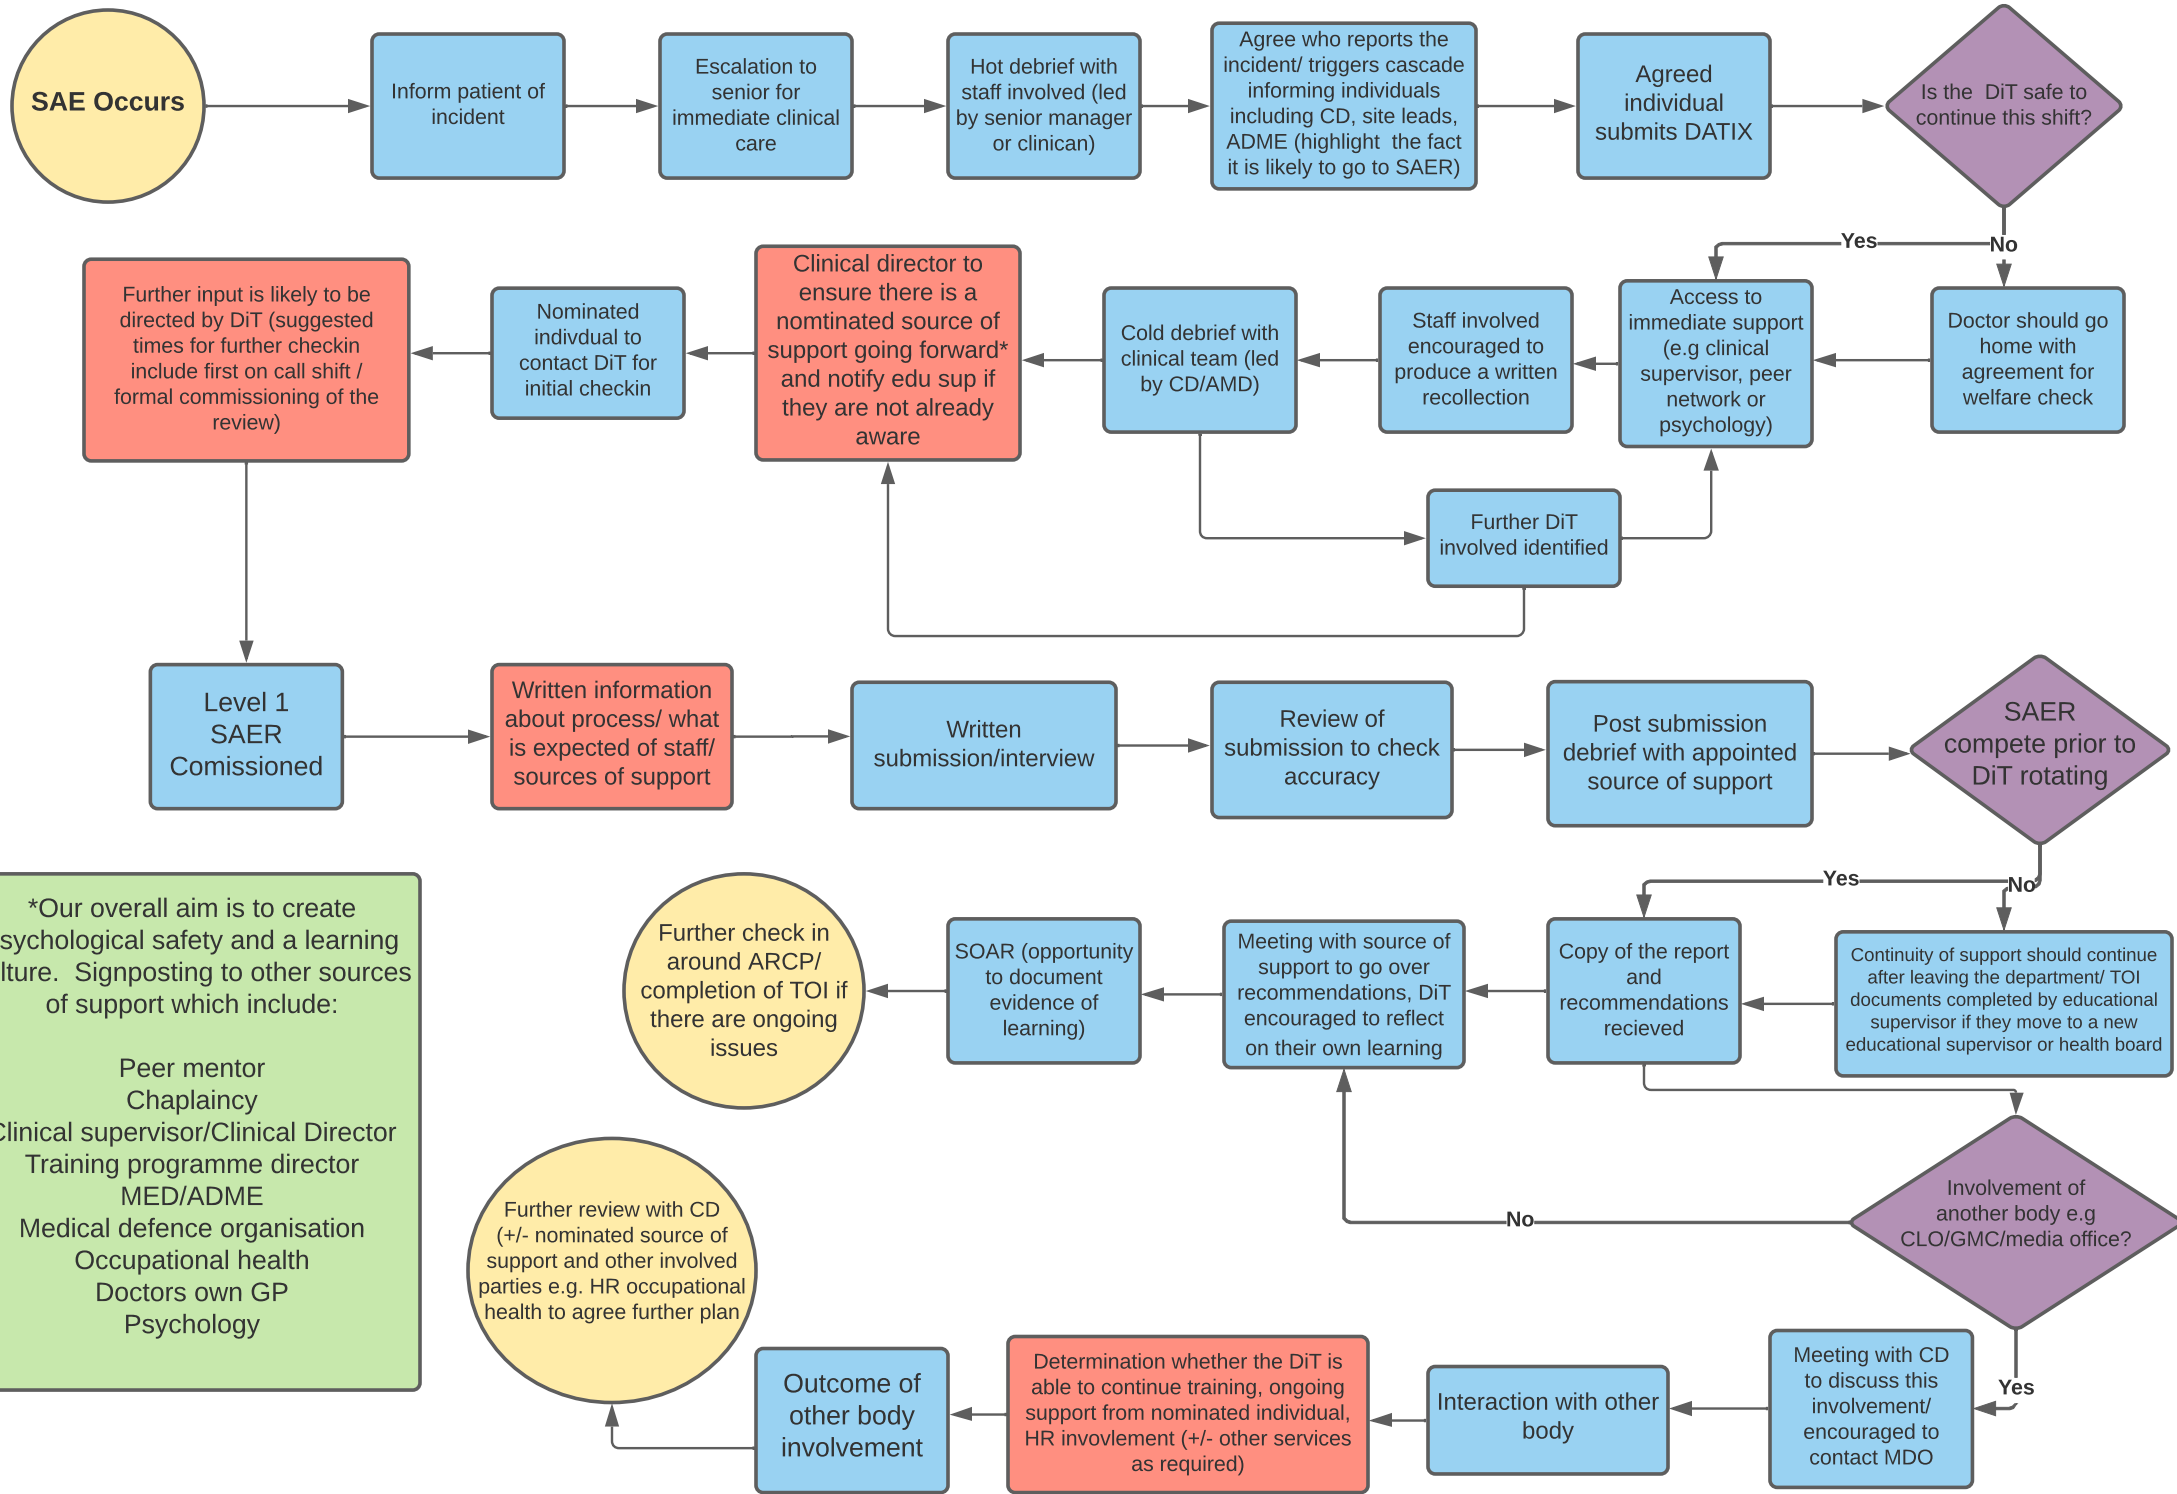 SAE Occurs
Inform patient of
incident
Escalation to
senior for
immediate clinical
care
Hot debrief with
staff involved (led
by senior manager
or clinican)
Agree who reports the
incident/ triggers cascade
informing individuals
including CD, site leads,
ADME (highlight  the fact
it is likely to go to SAER)
Agreed
individual
submits DATIX
Is the  DiT safe to
continue this shift?
Yes
No
Doctor should go
home with
agreement for
welfare check
Access to
immediate support
(e.g clinical
supervisor, peer
network or
psychology)
Staff involved
encouraged to
produce a written
recollection
Cold debrief with
clinical team (led
by CD/AMD)
Clinical director to
ensure there is a
nomtinated source of
support going forward*
and notify edu sup if
they are not already
aware
Nominated
indivdual to
contact DiT for
initial checkin
Further input is likely to be
directed by DiT (suggested
times for further checkin
include first on call shift /
formal commissioning of the
review)
Further DiT
involved identified
Level 1
SAER
Comissioned
Written information
about process/ what
is expected of staff/
sources of support
Written
submission/interview
Review of
submission to check
accuracy
Post submission
debrief with appointed
source of support
SAER
compete prior to
DiT rotating
Yes
No
Continuity of support should continue
after leaving the department/ TOI
documents completed by educational
supervisor if they move to a new
educational supervisor or health board
Copy of the report
and
recommendations
recieved
Meeting with source of
support to go over
recommendations, DiT
encouraged to reflect
on their own learning
SOAR (opportunity
to document
evidence of
learning)
Further check in
around ARCP/
completion of TOI if
there are ongoing
issues
*Our overall aim is to create
sychological safety and a learning
lture.  Signposting to other sources
of support which include:
Peer mentor
Chaplaincy
Clinical supervisor/Clinical Director
Training programme director
MED/ADME
Medical defence organisation
Occupational health
Doctors own GP
Psychology
Involvement of
another body e.g
CLO/GMC/media office?
No
Yes
Meeting with CD
to discuss this
involvement/
encouraged to
contact MDO
Interaction with other
body
Determination whether the DiT is
able to continue training, ongoing
support from nominated individual,
HR invovlement (+/- other services
as required)
Outcome of
other body
involvement
Further review with CD
(+/- nominated source of
support and other involved
parties e.g. HR occupational
health to agree further plan